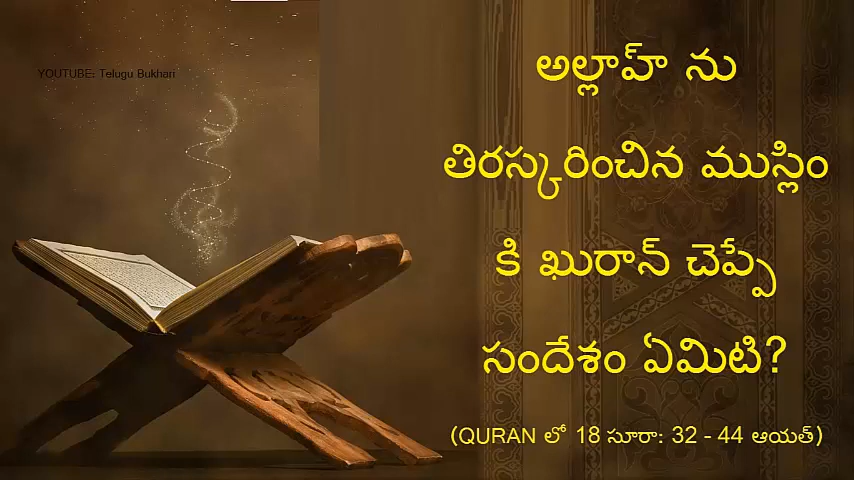 YOUTUBE: Telugu Bukhari
అల్లాహ్ ను
తిరస్కరించిన ముస్లిం
కి ఖురాన్ చెప్పే
సందేశం ఏమిటి?
(QURAN లో 18 సూరా: 32 - 44 ఆయత్)